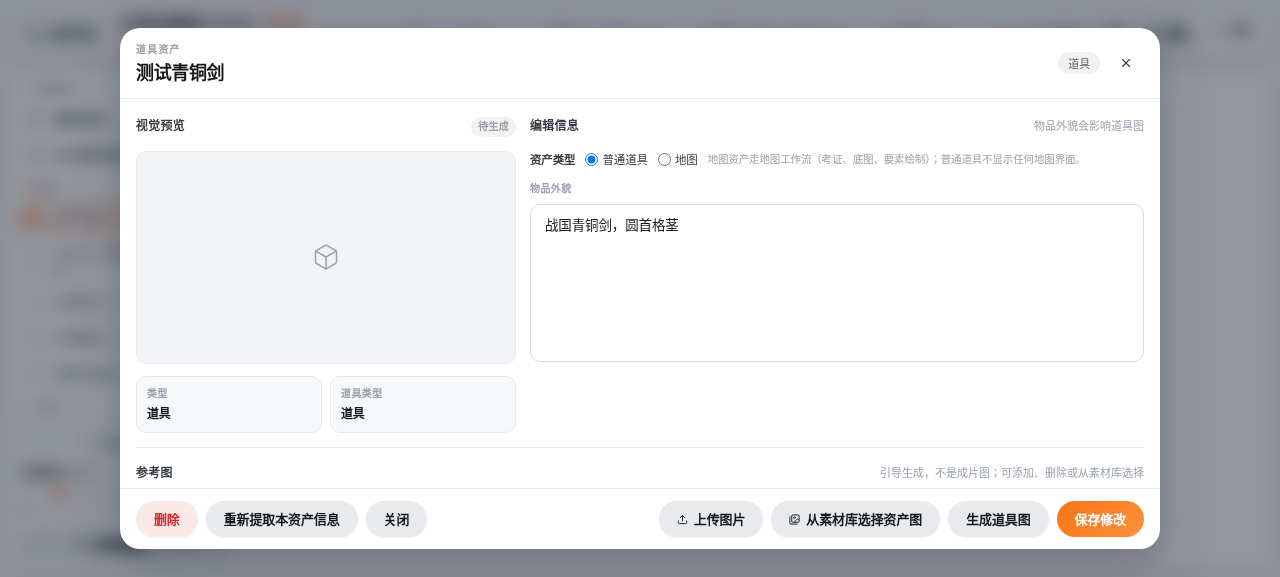 道具资产
测试青铜剑
道具
视觉预览
待生成
类型
道具
道具类型
道具
编辑信息
物品外貌会影响道具图
资产类型 普通道具 地图 地图资产走地图工作流（考证、底图、要素绘制）；普通道具不显示任何地图界面。
物品外貌
战国青铜剑，圆首格茎
参考图
引导生成，不是成片图；可添加、删除或从素材库选择
删除
重新提取本资产信息
关闭
上传图片
从素材库选择资产图
生成道具图
保存修改